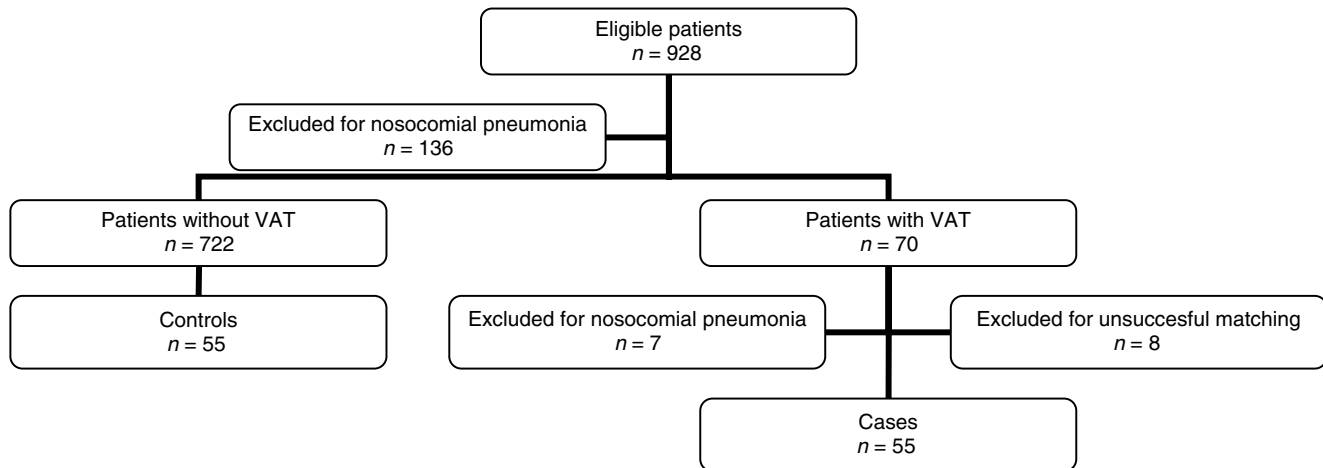 Eligible patients
n = 928
Excluded for nosocomial pneumonia
n = 136
Patients without VAT
n = 722
Patients with VAT
n = 70
Controls
n = 55
Excluded for nosocomial pneumonia
n = 7
Excluded for unsuccesful matching
n = 8
Cases
n = 55